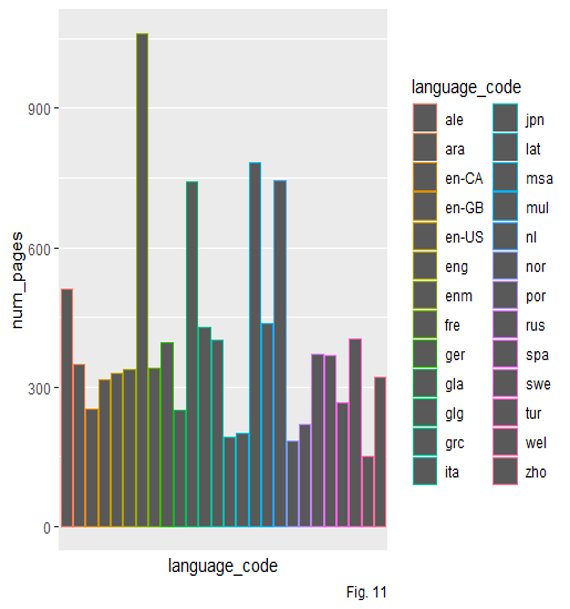 num_pages
900
600
300
0
language_code
Fig. 11
language_code
ale
ara
en-CA
en-GB
en-US
eng
enm
fre
ger
gla
glg
grc
ita
jpn
lat
msa
mul
nl
nor
por
rus
spa
swe
tur
wel
zho